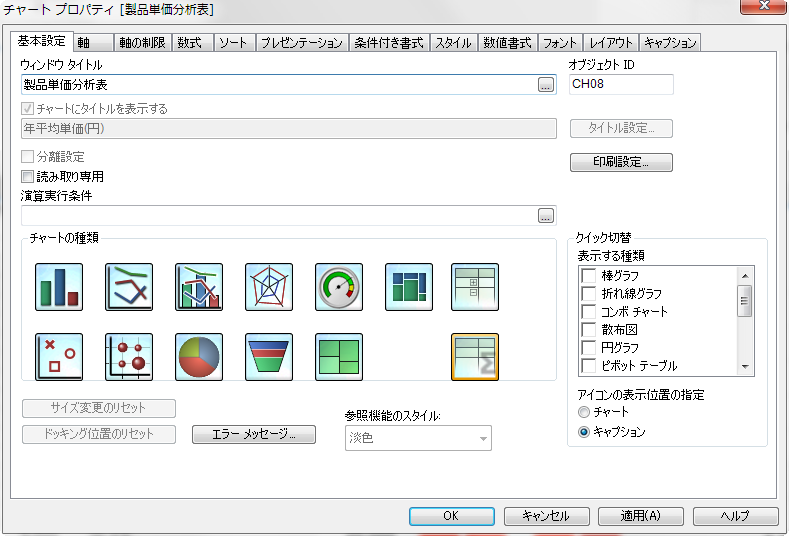 チャート プロパティ [製品単価分析表]
基本設定 軸 軸の制限 数式 ソート プレゼンテーション 条件付き書式 スタイル 数値書式 フォント レイアウト キャプション
ウィンドウ タイトル
オブジェクト ID
製品単価分析表
...
CH08
チャートにタイトルを表示する
年平均単価(円)
タイトル設定...
分離設定
印刷設定...
読み取り専用
演算実行条件
...
チャートの種類
クイック切替
表示する種類
棒グラフ
折れ線グラフ
コンボ チャート
散布図
円グラフ
ピボット テーブル
Σ
アイコンの表示位置の指定
チャート
キャプション
サイズ変更のリセット
ドッキング位置のリセット
エラー メッセージ...
参照機能のスタイル:
淡色
OK
キャンセル
適用(A)
ヘルプ